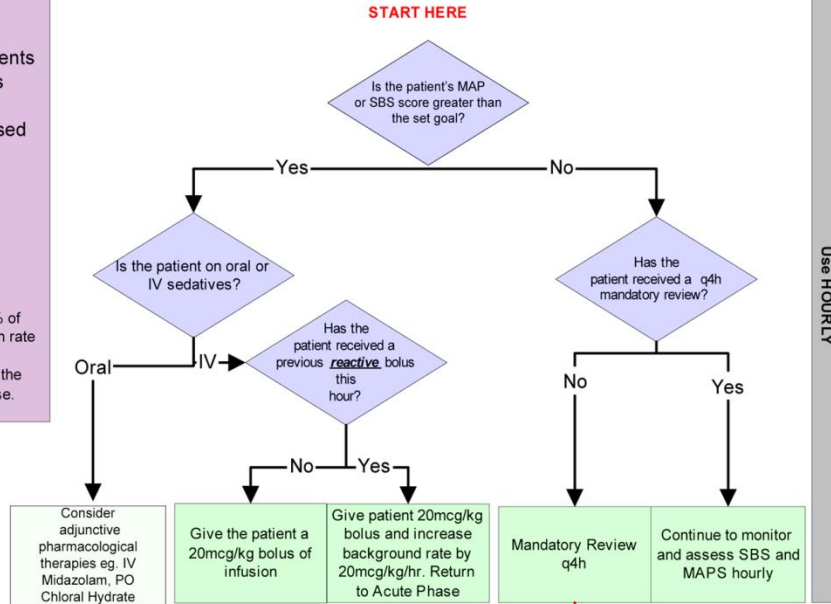 START HERE
ents
s
sed
% of
n rate
the
se.
Is the patient's MAP
or SBS score greater than
the set goal?
Yes
No
Is the patient on oral or
IV sedatives?
Has the
patient received a q4h
mandatory review?
Has the
patient received a
previous reactive bolus
this
hour?
Oral
IV
No
Yes
No
Yes
Consider
adjunctive
pharmacological
therapies eg. IV
Midazolam, PO
Chloral Hydrate
Give the patient a
20mcg/kg bolus of
infusion
Give patient 20mcg/kg
bolus and increase
background rate by
20mcg/kg/hr. Return
to Acute Phase
Mandatory Review
q4h
Continue to monitor
and assess SBS and
MAPS hourly
Use HOURLY